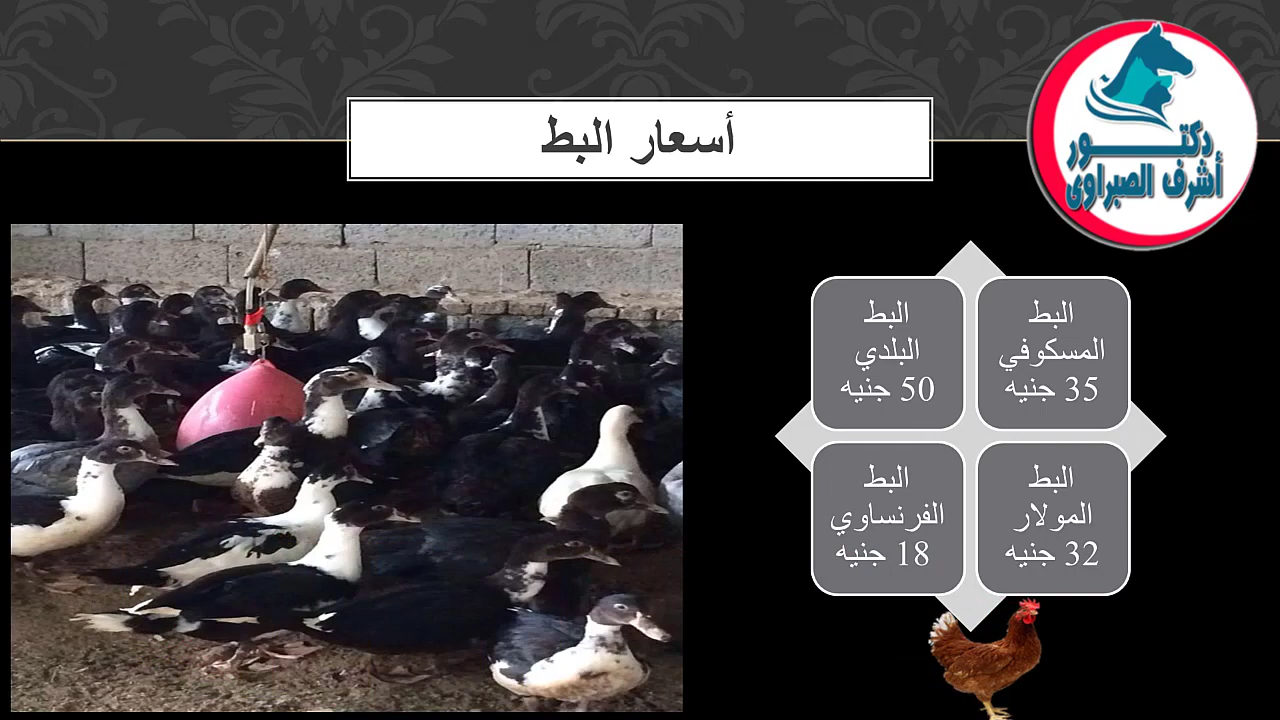 أسعار البط
دكتور
أشرف الصبراوى
البط
المسكوفي
35 جنيه
البط
البلدي
50 جنيه
البط
المولار
32 جنيه
البط
الفرنساوي
18 جنيه